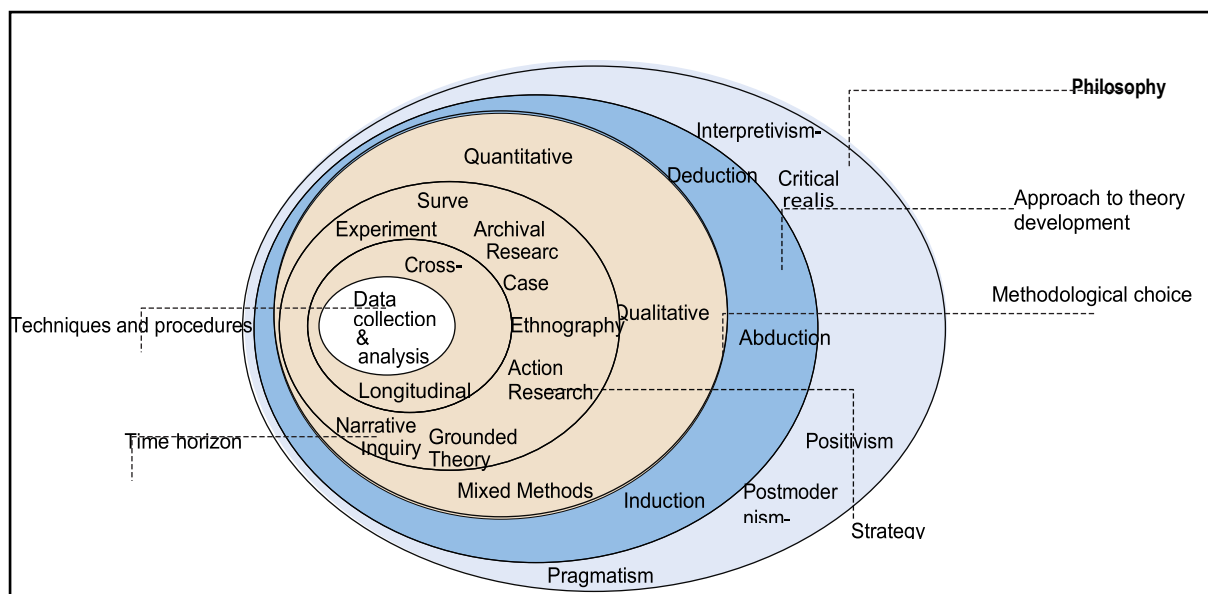 Philosophy
Interpretivism-
Quantitative
Deduction
Critical
realis
Surve
Approach to theory
development
Experiment
Archival
Researc
Cross-
Case
Data
collection
&
analysis
Methodological choice
Techniques and procedures
Ethnography
Qualitative
Abduction
Action
Research
Longitudinal
Narrative
Inquiry
Grounded
Theory
Time horizon
Positivism
Mixed Methods
Induction
Postmoder
nism-
Strategy
Pragmatism